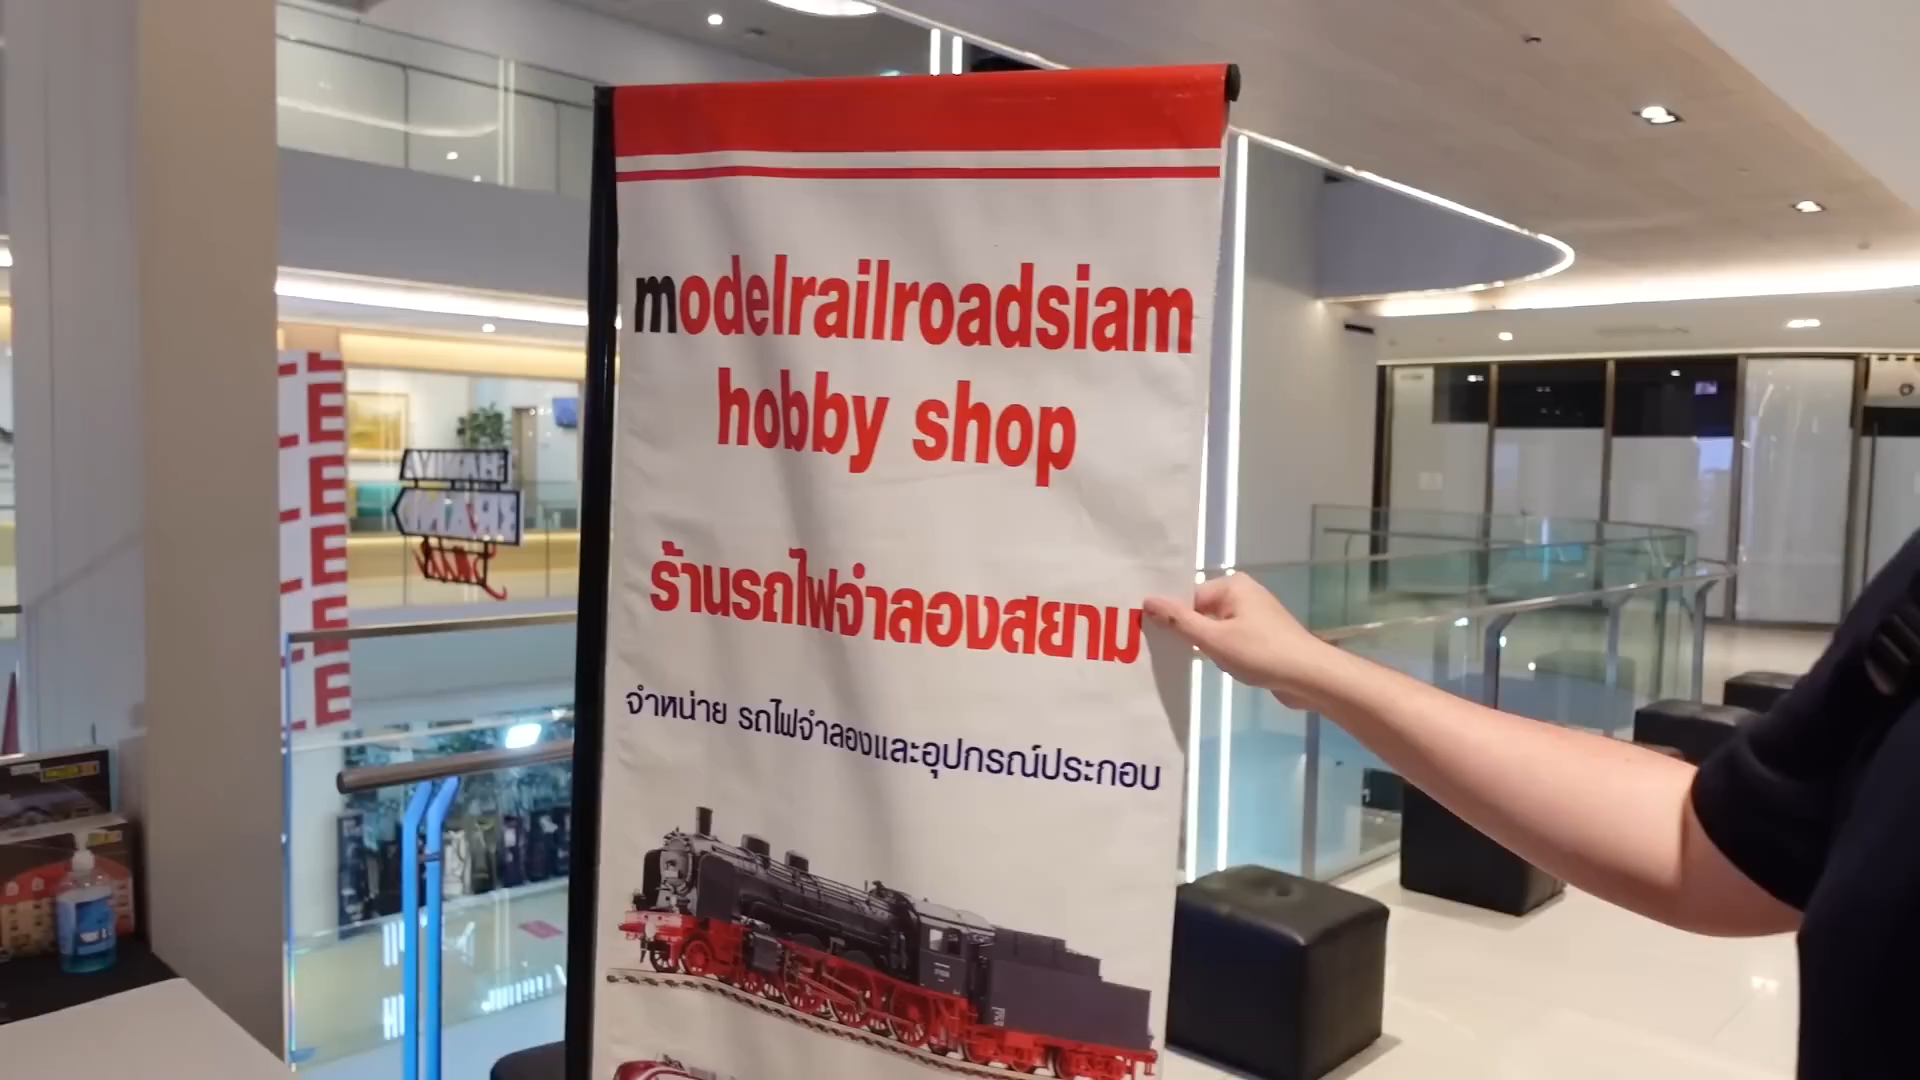 modelrailroadsiam
hobby shop
ร้านรถไฟจำลองสยาม
จำหน่าย รถไฟจำลองและอุปกรณ์ประกอบ